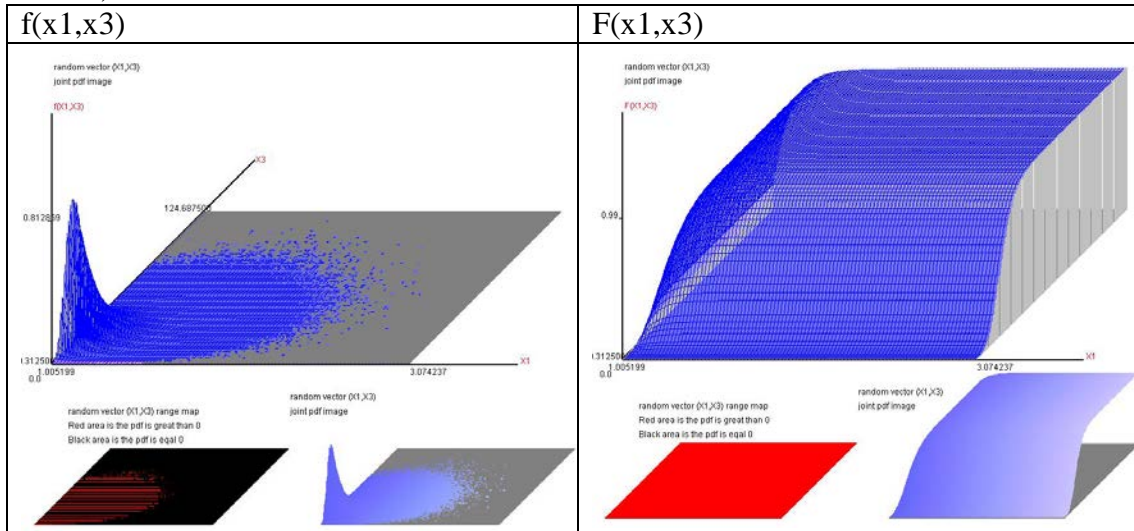 f(x1,x3)
random vector (X1,X3)
joint pdf image
f(X1,X3)
X3
124.687500
0.812859
.312500
0.0
1.005199
3.074237
X1
random vector (X1,X3) range map
Red area is the pdf is great than 0
Black area is the pdf is eqal 0
random vector (X1,X3)
joint pdf image
F(x1,x3)
random vector (X1,X3)
joint pdf image
F(X1,X3)
0.99
.312500
0.0
1.005199
3.074237
X1
random vector (X1,X3) range map
Red area is the pdf is great than 0
Black area is the pdf is eqal 0
random vector (X1,X3)
joint pdf image